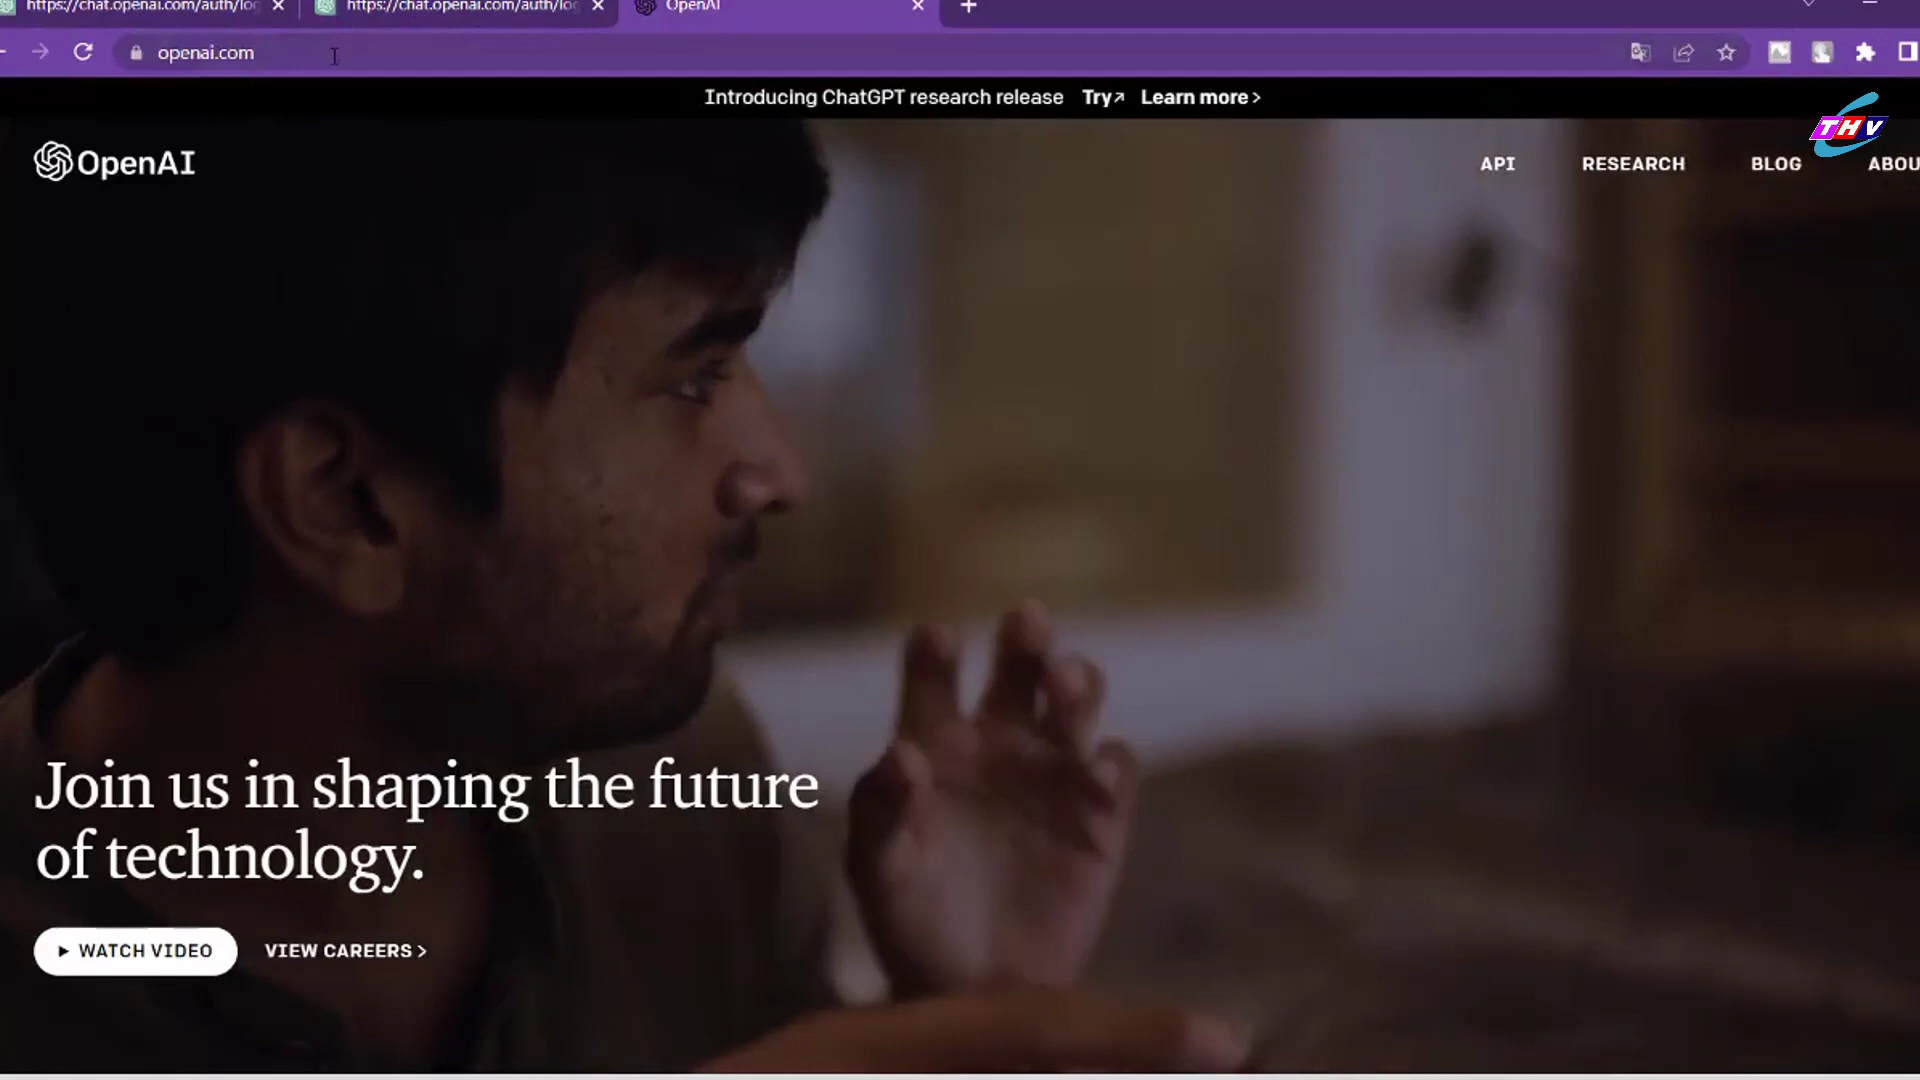 https://chat.openai.com/auth/log
https://chat.openai.com/auth/log
OpenAI
openai.com
Introducing ChatGPT research release Try↗ Learn more >
THV
OpenAI
API RESEARCH BLOG ABOU
Join us in shaping the future
of technology.
WATCH VIDEO VIEW CAREERS >